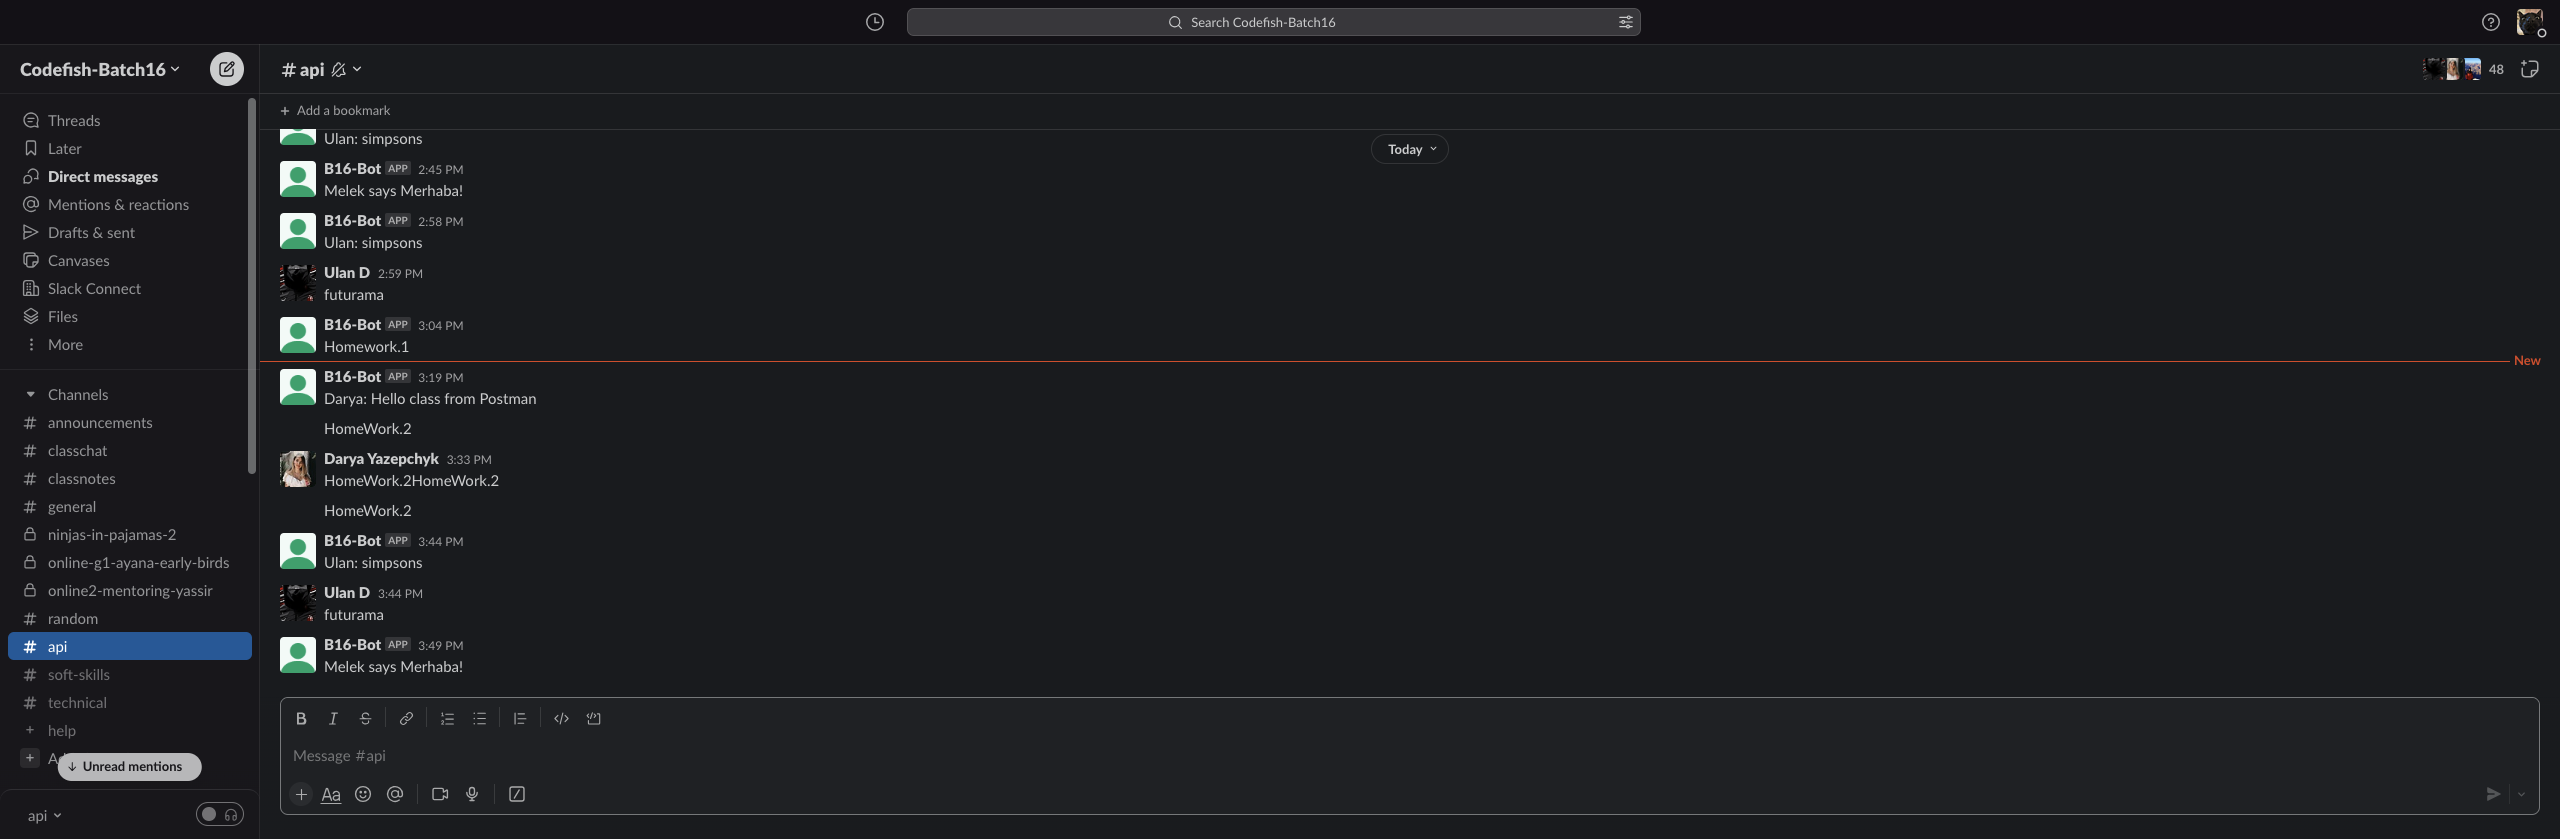 Search Codefish-Batch16
Codefish-Batch16
Threads
Later
Direct messages
Mentions & reactions
Drafts & sent
Canvases
Slack Connect
Files
More
Channels
# announcements
# classchat
# classnotes
# general
ninjas-in-pajamas-2
online-g1-ayana-early-birds
online2-mentoring-yassir
# random
# api
# soft-skills
# technical
+ help
+ A
↓ Unread mentions
api
# api
48
+ Add a bookmark
Today
Ulan: simpsons
B16-Bot APP 2:45 PM
Melek says Merhaba!
B16-Bot APP 2:58 PM
Ulan: simpsons
Ulan D 2:59 PM
futurama
B16-Bot APP 3:04 PM
Homework.1
New
B16-Bot APP 3:19 PM
Darya: Hello class from Postman
HomeWork.2
Darya Yazepchyk 3:33 PM
HomeWork.2HomeWork.2
HomeWork.2
B16-Bot APP 3:44 PM
Ulan: simpsons
Ulan D 3:44 PM
futurama
B16-Bot APP 3:49 PM
Melek says Merhaba!
B I S
Message #api
+ Aa @